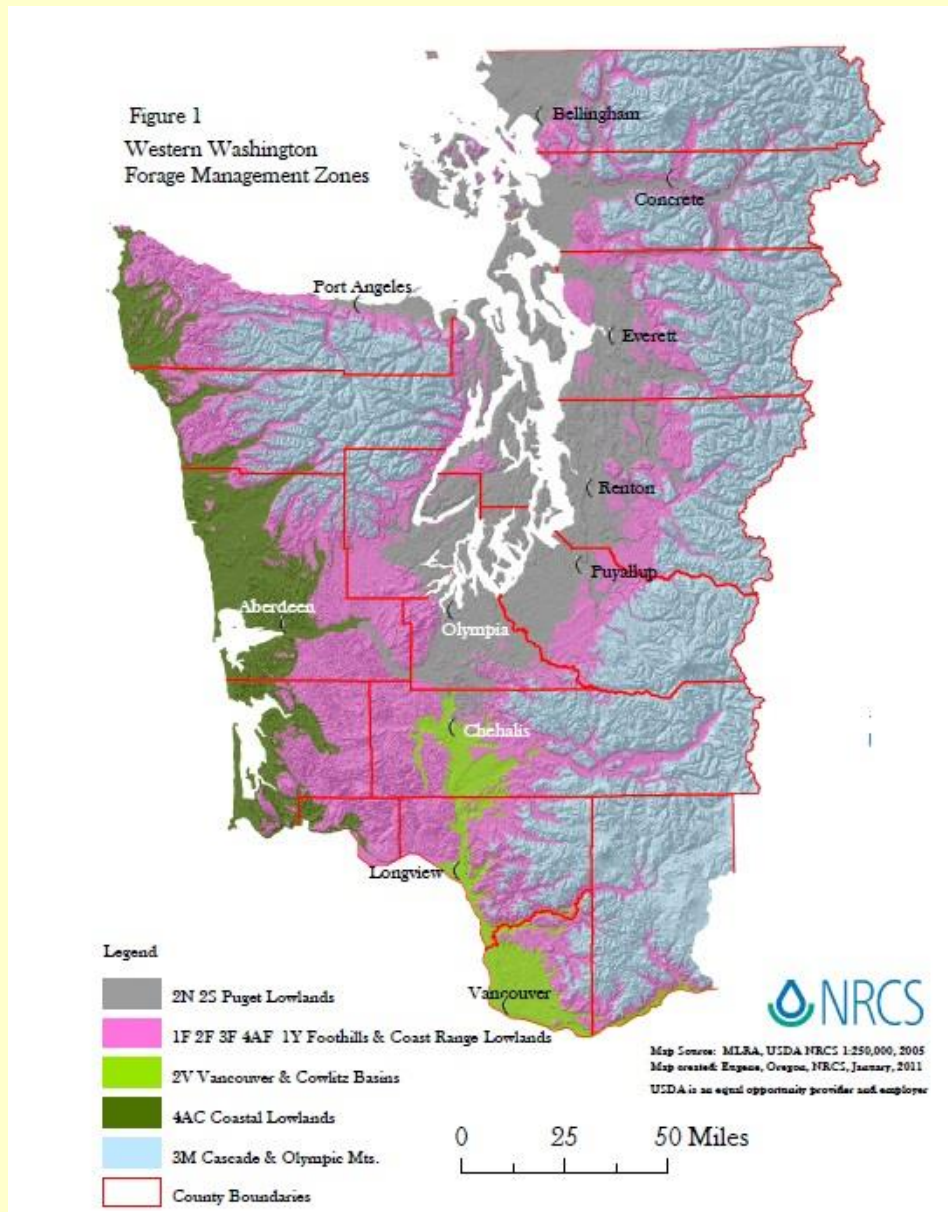 Figure 1
Western Washington
Forage Management Zones
Bellingham
Concrete
Port Angeles
Everett
Renton
Puyallup
Aberdeen
Olympia
Chehalis
Longview
Vancouver
Legend
2N 2S Puget Lowlands
1F 2F 3F 4AF 1Y Foothills & Coast Range Lowlands
2V Vancouver & Cowlitz Basins
4AC Coastal Lowlands
3M Cascade & Olympic Mts.
County Boundaries
NRCS
Map Source: MLRA, USDA NRCS 1:250,000, 2005
Map created: Eugene, Oregon, NRCS, January, 2011
USDA is an equal opportunity provider and employer
0 25 50 Miles